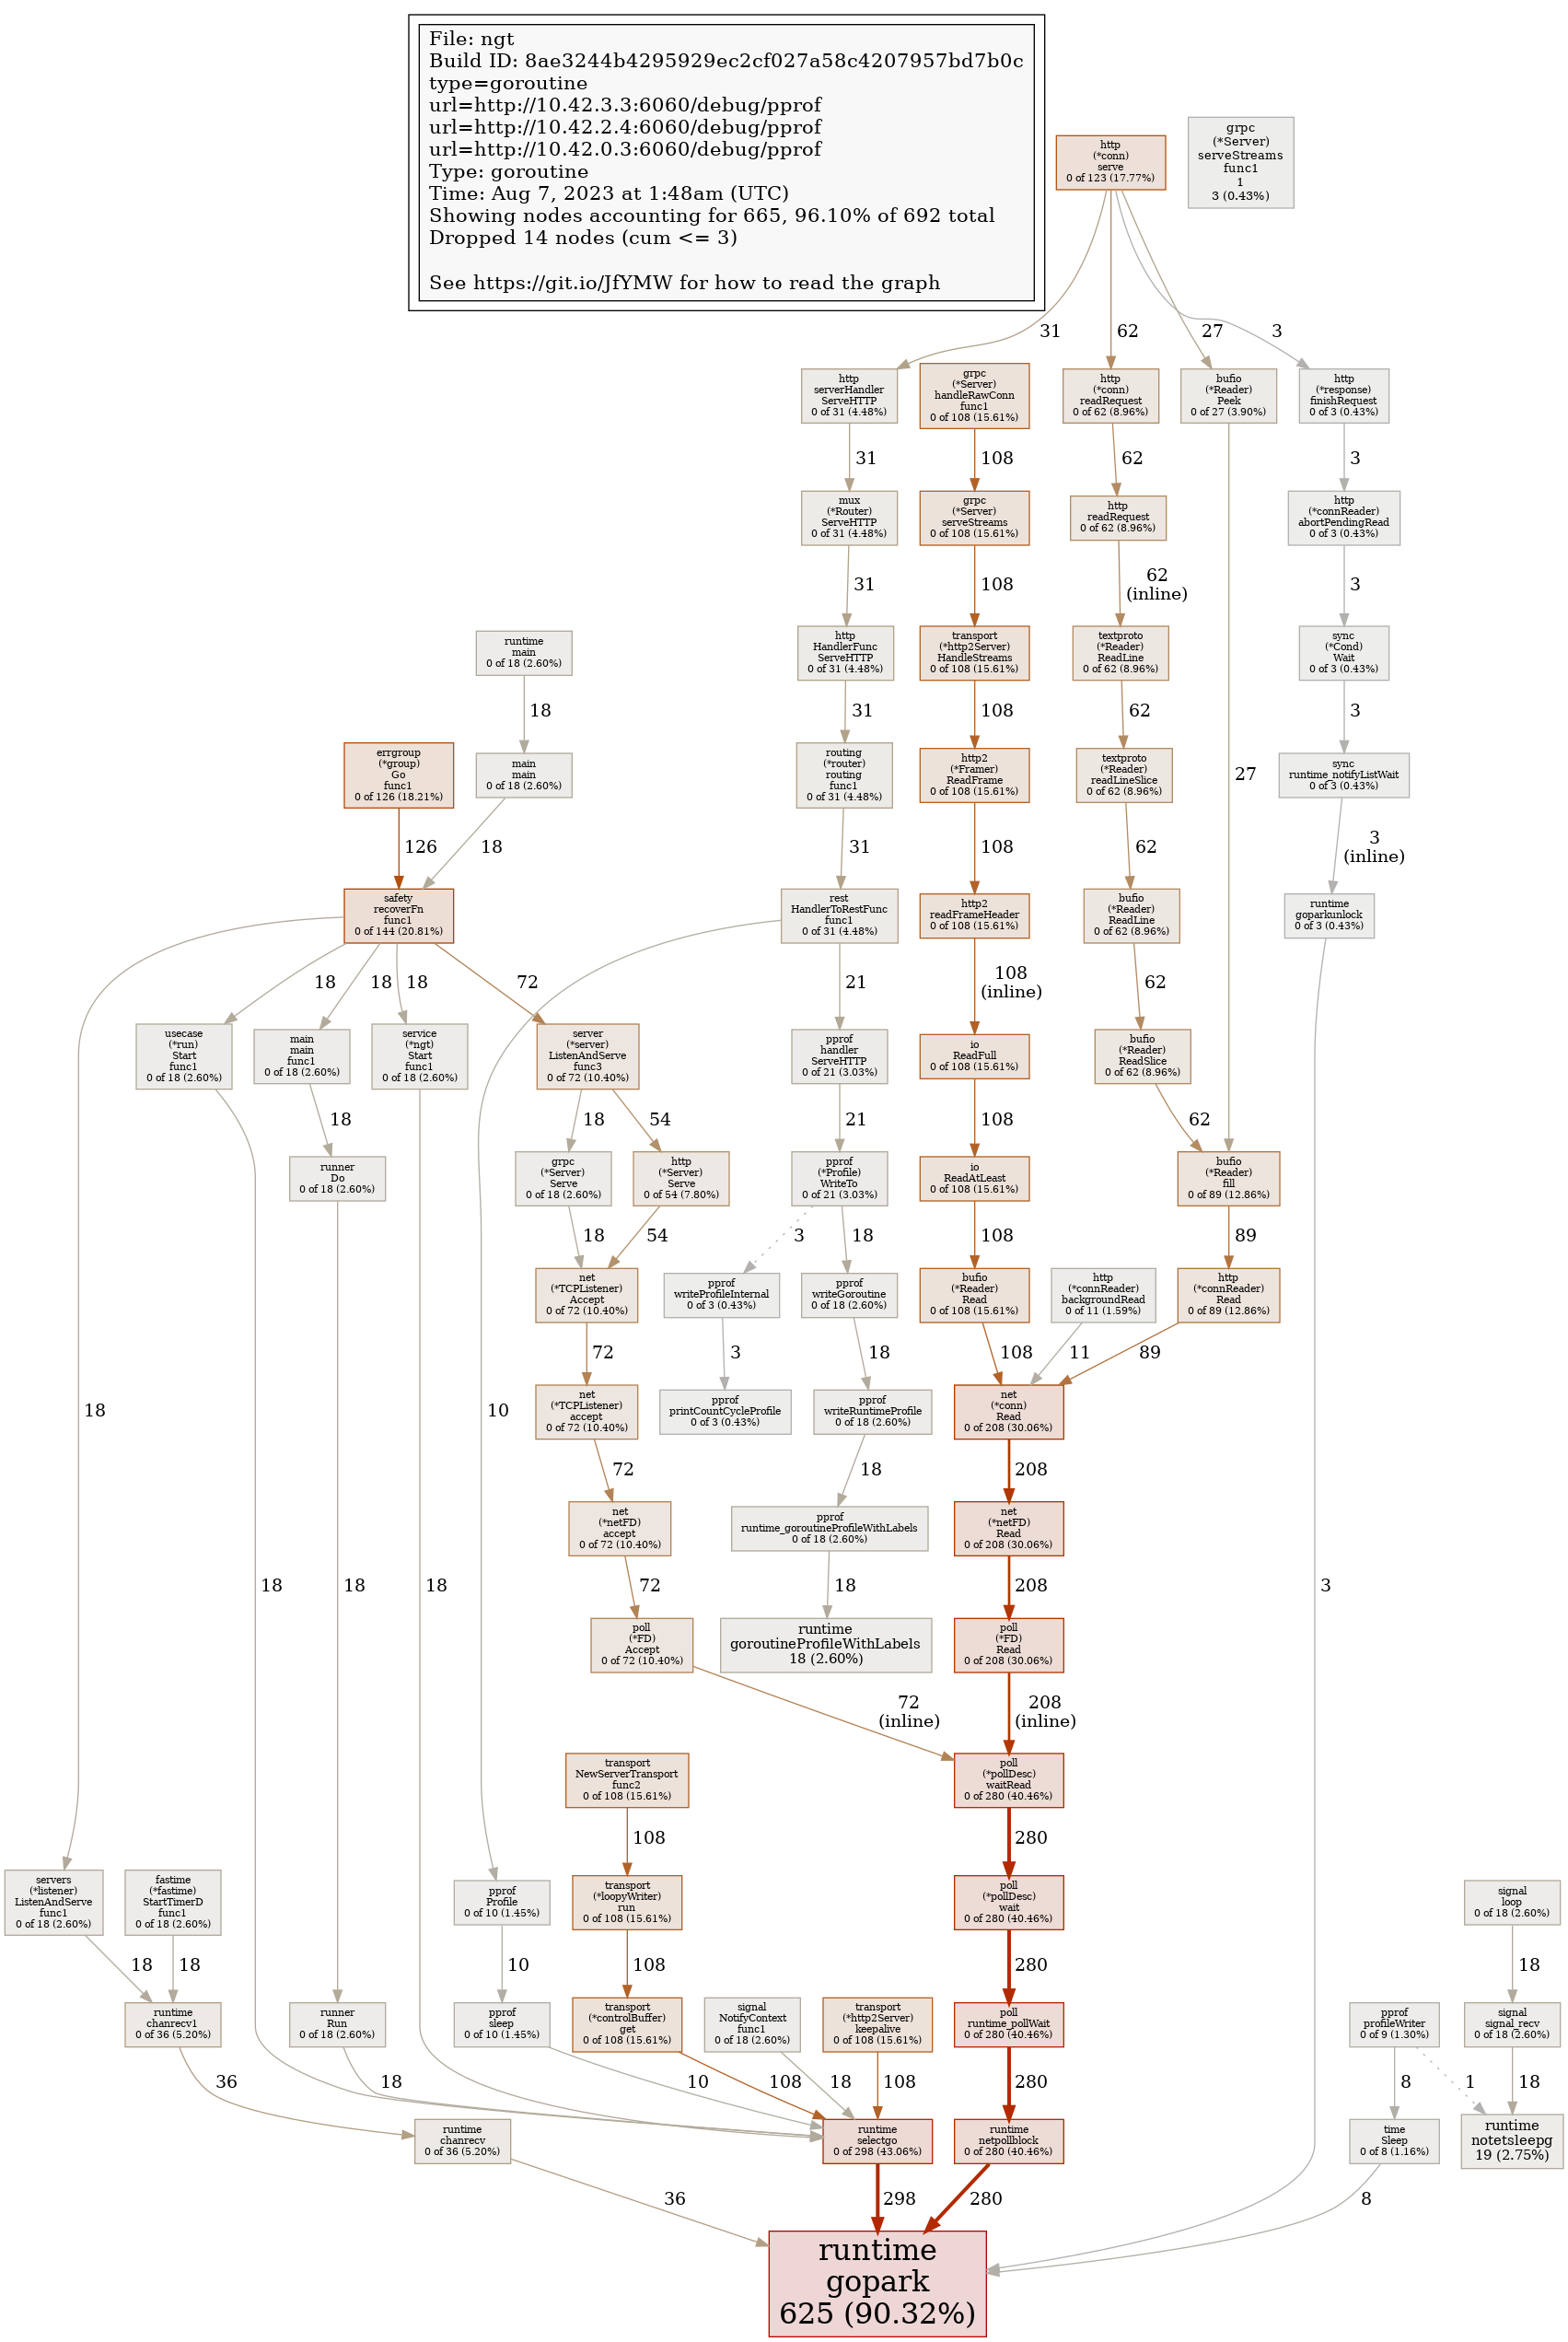 File: ngt
Build ID: 8ae3244b4295929ec2cf027a58c4207957bd7b0c
type=goroutine
url=http://10.42.3.3:6060/debug/pprof
url=http://10.42.2.4:6060/debug/pprof
url=http://10.42.0.3:6060/debug/pprof
Type: goroutine
Time: Aug 7, 2023 at 1:48am (UTC)
Showing nodes accounting for 665, 96.10% of 692 total
Dropped 14 nodes (cum <= 3)
See https://git.io/JfYMW for how to read the graph
http
(*conn)
serve
0 of 123 (17.77%)
grpc
(*Server)
serveStreams
func1
1
3 (0.43%)
31
62
27
3
http
serverHandler
ServeHTTP
0 of 31 (4.48%)
grpc
(*Server)
handleRawConn
func1
0 of 108 (15.61%)
http
(*conn)
readRequest
0 of 62 (8.96%)
bufio
(*Reader)
Peek
0 of 27 (3.90%)
http
(*response)
finishRequest
0 of 3 (0.43%)
31
108
62
3
mux
(*Router)
ServeHTTP
0 of 31 (4.48%)
grpc
(*Server)
serveStreams
0 of 108 (15.61%)
http
readRequest
0 of 62 (8.96%)
http
(*connReader)
abortPendingRead
0 of 3 (0.43%)
31
108
62
(inline)
3
runtime
main
0 of 18 (2.60%)
http
HandlerFunc
ServeHTTP
0 of 31 (4.48%)
transport
(*http2Server)
HandleStreams
0 of 108 (15.61%)
textproto
(*Reader)
ReadLine
0 of 62 (8.96%)
sync
(*Cond)
Wait
0 of 3 (0.43%)
18
31
108
62
3
errgroup
(*group)
Go
func1
0 of 126 (18.21%)
main
main
0 of 18 (2.60%)
routing
(*router)
routing
func1
0 of 31 (4.48%)
http2
(*Framer)
ReadFrame
0 of 108 (15.61%)
textproto
(*Reader)
readLineSlice
0 of 62 (8.96%)
27
sync
runtime_notifyListWait
0 of 3 (0.43%)
126
18
31
108
62
3
(inline)
safety
recoverFn
func1
0 of 144 (20.81%)
rest
HandlerToRestFunc
func1
0 of 31 (4.48%)
http2
readFrameHeader
0 of 108 (15.61%)
bufio
(*Reader)
ReadLine
0 of 62 (8.96%)
runtime
goparkunlock
0 of 3 (0.43%)
18
18
18
72
21
108
(inline)
62
usecase
(*run)
Start
func1
0 of 18 (2.60%)
main
main
func1
0 of 18 (2.60%)
service
(*ngt)
Start
func1
0 of 18 (2.60%)
server
(*server)
ListenAndServe
func3
0 of 72 (10.40%)
pprof
handler
ServeHTTP
0 of 21 (3.03%)
io
ReadFull
0 of 108 (15.61%)
bufio
(*Reader)
ReadSlice
0 of 62 (8.96%)
18
18
54
21
108
62
runner
Do
0 of 18 (2.60%)
grpc
(*Server)
Serve
0 of 18 (2.60%)
http
(*Server)
Serve
0 of 54 (7.80%)
pprof
(*Profile)
WriteTo
0 of 21 (3.03%)
io
ReadAtLeast
0 of 108 (15.61%)
bufio
(*Reader)
fill
0 of 89 (12.86%)
18
54
3
18
108
89
net
(*TCPListener)
Accept
0 of 72 (10.40%)
pprof
writeProfileInternal
0 of 3 (0.43%)
pprof
writeGoroutine
0 of 18 (2.60%)
bufio
(*Reader)
Read
0 of 108 (15.61%)
http
(*connReader)
backgroundRead
0 of 11 (1.59%)
http
(*connReader)
Read
0 of 89 (12.86%)
72
3
18
108
11
89
18
10
net
(*TCPListener)
accept
0 of 72 (10.40%)
pprof
printCountCycleProfile
0 of 3 (0.43%)
pprof
writeRuntimeProfile
0 of 18 (2.60%)
net
(*conn)
Read
0 of 208 (30.06%)
72
18
208
net
(*netFD)
accept
0 of 72 (10.40%)
pprof
runtime_goroutineProfileWithLabels
0 of 18 (2.60%)
net
(*netFD)
Read
0 of 208 (30.06%)
18
18
18
72
18
208
3
poll
(*FD)
Accept
0 of 72 (10.40%)
runtime
goroutineProfileWithLabels
18 (2.60%)
poll
(*FD)
Read
0 of 208 (30.06%)
72
(inline)
208
(inline)
transport
NewServerTransport
func2
0 of 108 (15.61%)
poll
(*pollDesc)
waitRead
0 of 280 (40.46%)
108
280
servers
(*listener)
ListenAndServe
func1
0 of 18 (2.60%)
fastime
(*fastime)
StartTimerD
func1
0 of 18 (2.60%)
pprof
Profile
0 of 10 (1.45%)
transport
(*loopyWriter)
run
0 of 108 (15.61%)
poll
(*pollDesc)
wait
0 of 280 (40.46%)
signal
loop
0 of 18 (2.60%)
18
18
10
108
280
18
runtime
chanrecv1
0 of 36 (5.20%)
runner
Run
0 of 18 (2.60%)
pprof
sleep
0 of 10 (1.45%)
transport
(*controlBuffer)
get
0 of 108 (15.61%)
signal
NotifyContext
func1
0 of 18 (2.60%)
transport
(*http2Server)
keepalive
0 of 108 (15.61%)
poll
runtime_pollWait
0 of 280 (40.46%)
pprof
profileWriter
0 of 9 (1.30%)
signal
signal_recv
0 of 18 (2.60%)
36
18
10
108
18
108
280
8
1
18
runtime
chanrecv
0 of 36 (5.20%)
runtime
selectgo
0 of 298 (43.06%)
runtime
netpollblock
0 of 280 (40.46%)
time
Sleep
0 of 8 (1.16%)
runtime
notetsleepg
19 (2.75%)
36
298
280
8
runtime
gopark
625 (90.32%)